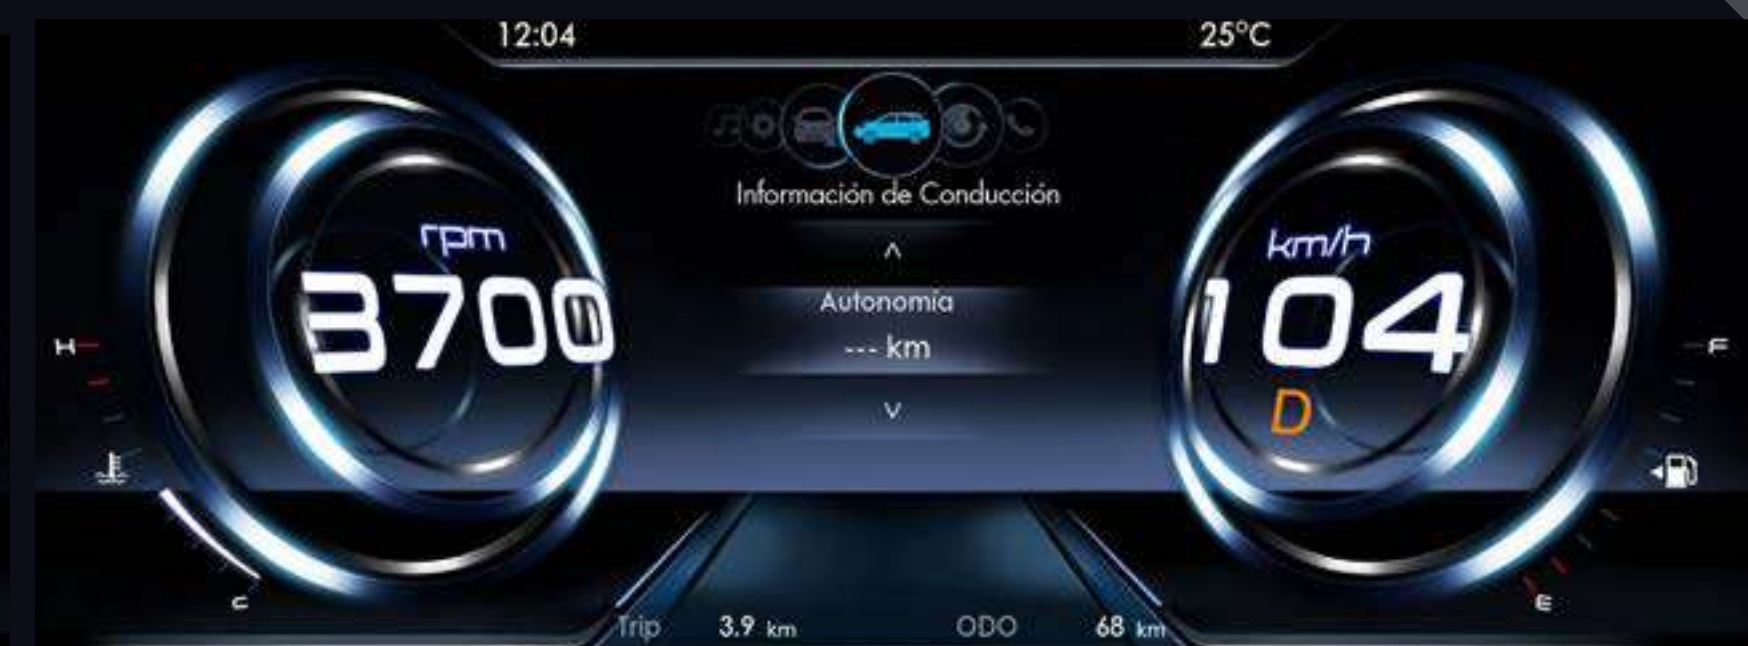 12:04
25°C
Información de Conducción
rpm
3700
Autonomía
--- km
km/h
104
D
H
C
F
E
Trip 3.9 km
ODO 68 km